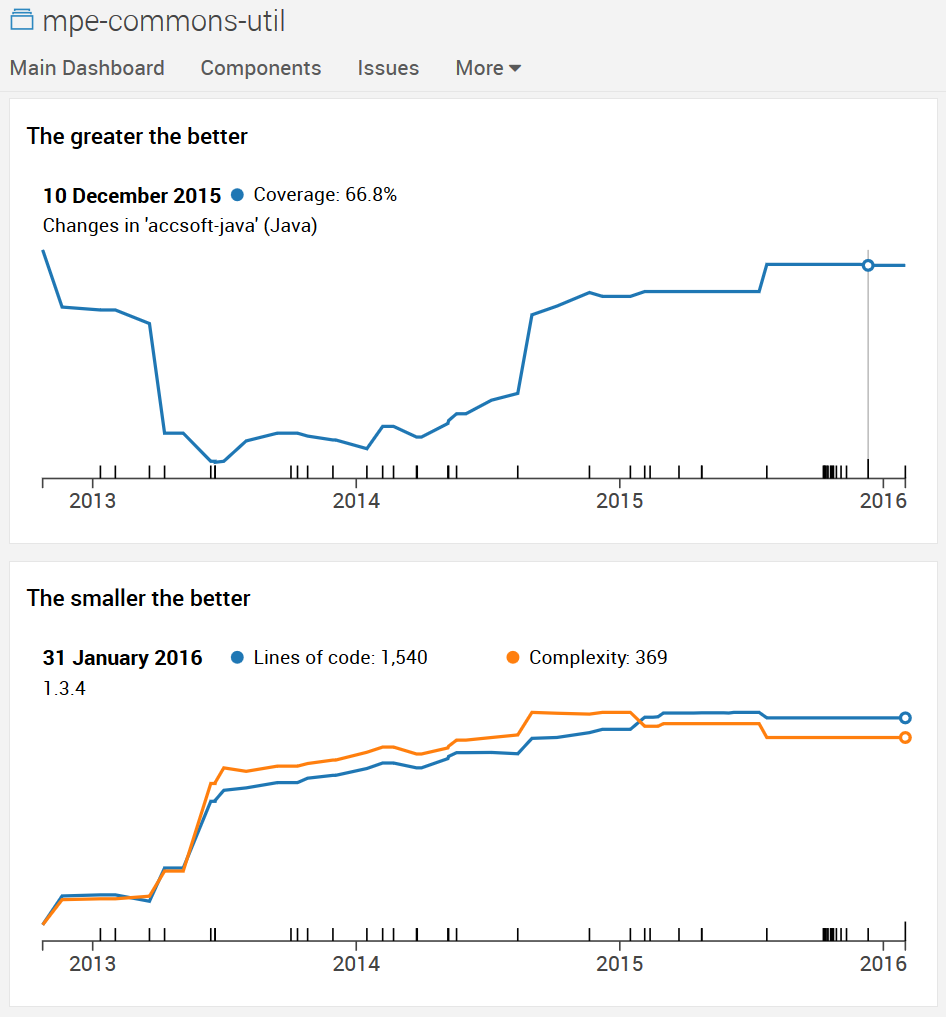 mpe-commons-util
Main Dashboard Components Issues More
The greater the better
10 December 2015 Coverage: 66.8%
Changes in 'accsoft-java' (Java)
2013 2014 2015 2016
The smaller the better
31 January 2016 Lines of code: 1,540 Complexity: 369
1.3.4
2013 2014 2015 2016